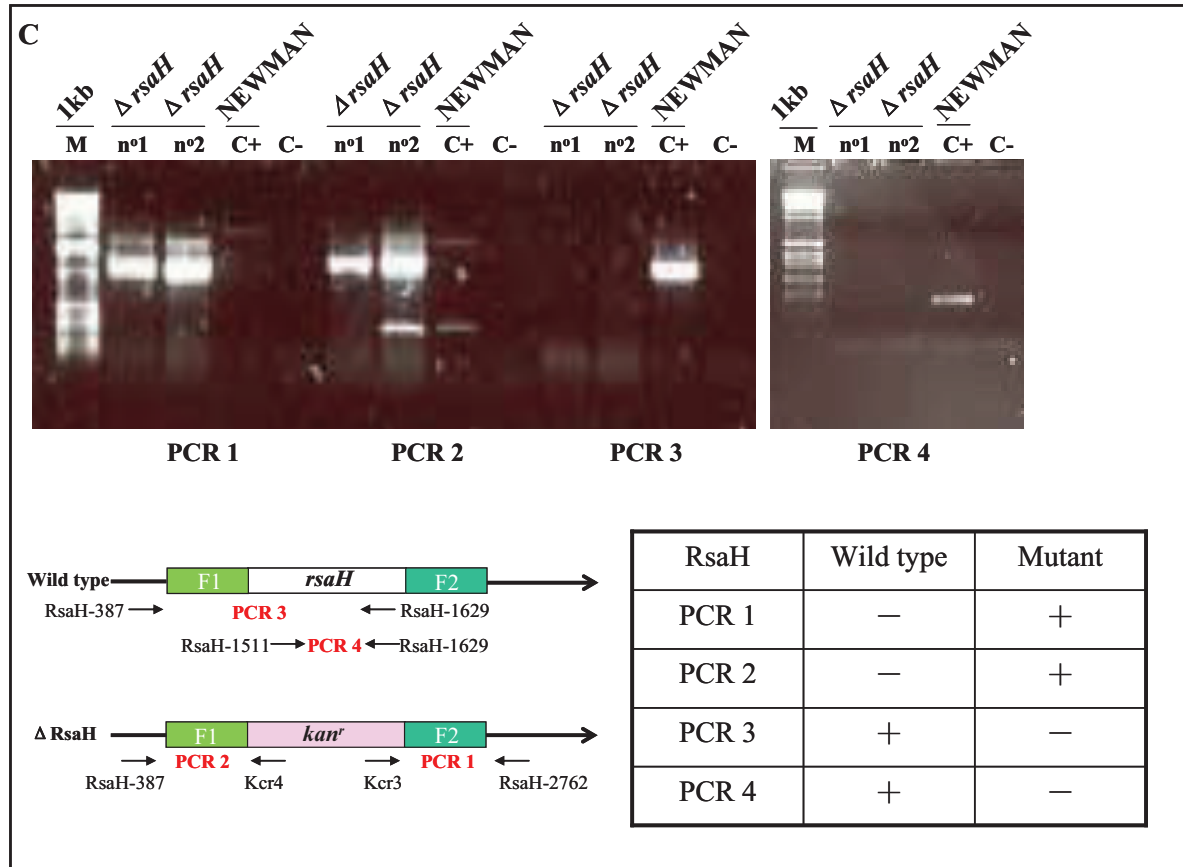 C
1kb Δ rsaH Δ rsaH NEWMAN Δ rsaH Δ rsaH NEWMAN Δ rsaH Δ rsaH NEWMAN 1kb Δ rsaH Δ rsaH NEWMAN
M nº1 nº2 C+ C- nº1 nº2 C+ C- nº1 nº2 C+ C- M nº1 nº2 C+ C-
PCR 1 PCR 2 PCR 3 PCR 4
Wild type F1 rsaH F2
RsaH-387 PCR 3 RsaH-1629
RsaH-1511 PCR 4 RsaH-1629
Δ RsaH F1 kanʳ F2
PCR 2 PCR 1
RsaH-387 Kcr4 Kcr3 RsaH-2762
RsaH Wild type Mutant
PCR 1 − +
PCR 2 − +
PCR 3 + −
PCR 4 + −